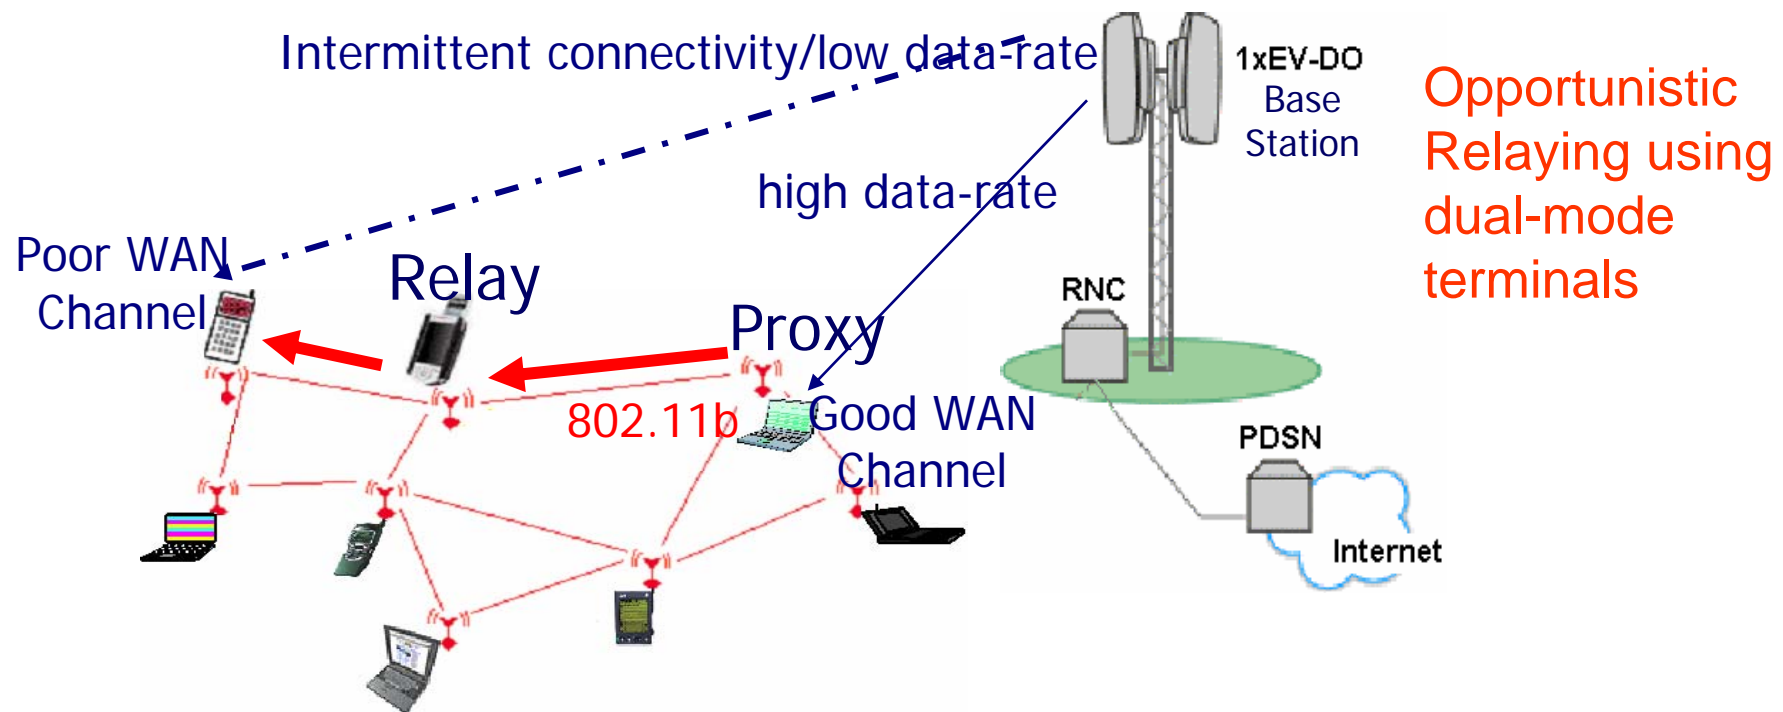 Intermittent connectivity/low data-rate
1xEV-DO
Base
Station
Opportunistic
Relaying using
dual-mode
terminals
high data-rate
Poor WAN
Channel
Relay
Proxy
RNC
802.11b
Good WAN
Channel
PDSN
Internet